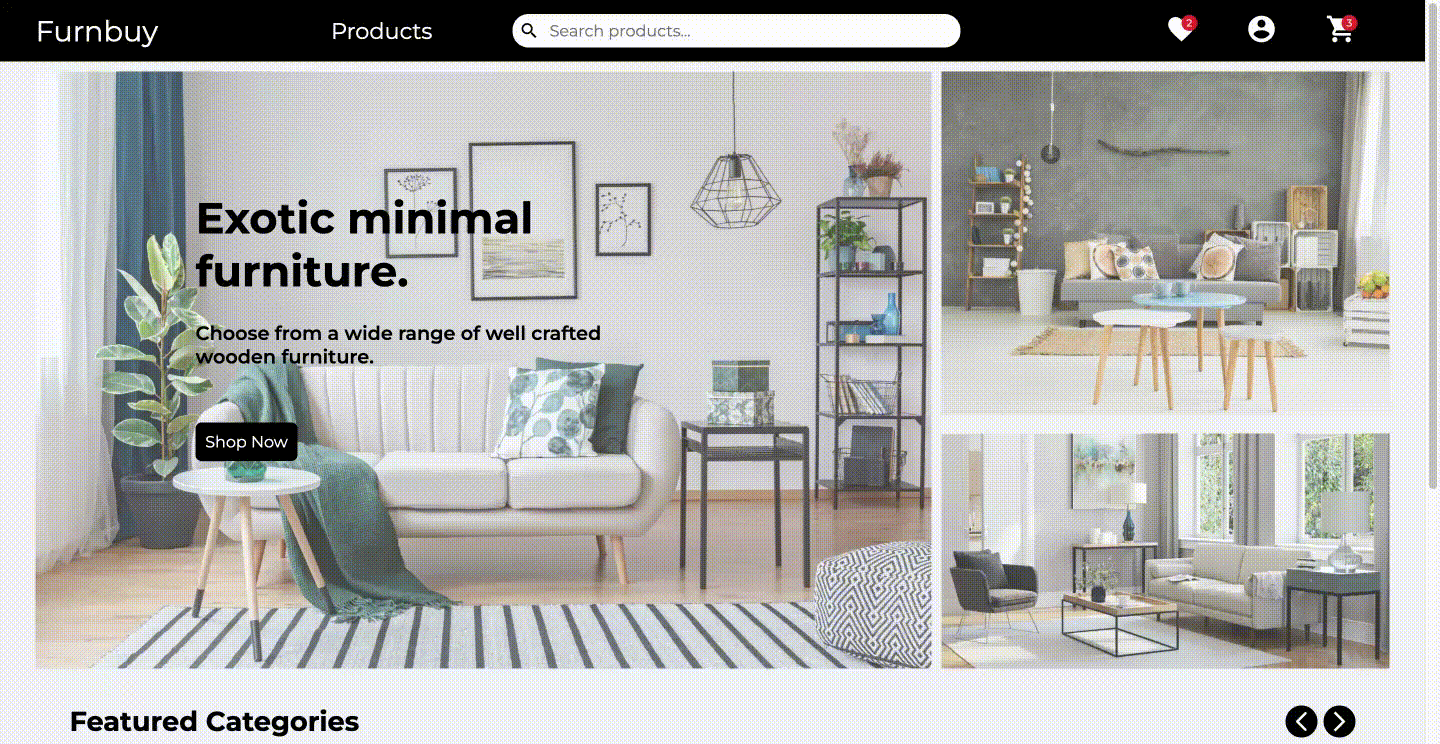 Furnbuy
Products
Search products...
2
3
Exotic minimal
furniture.
Choose from a wide range of well crafted
wooden furniture.
Shop Now
Featured Categories